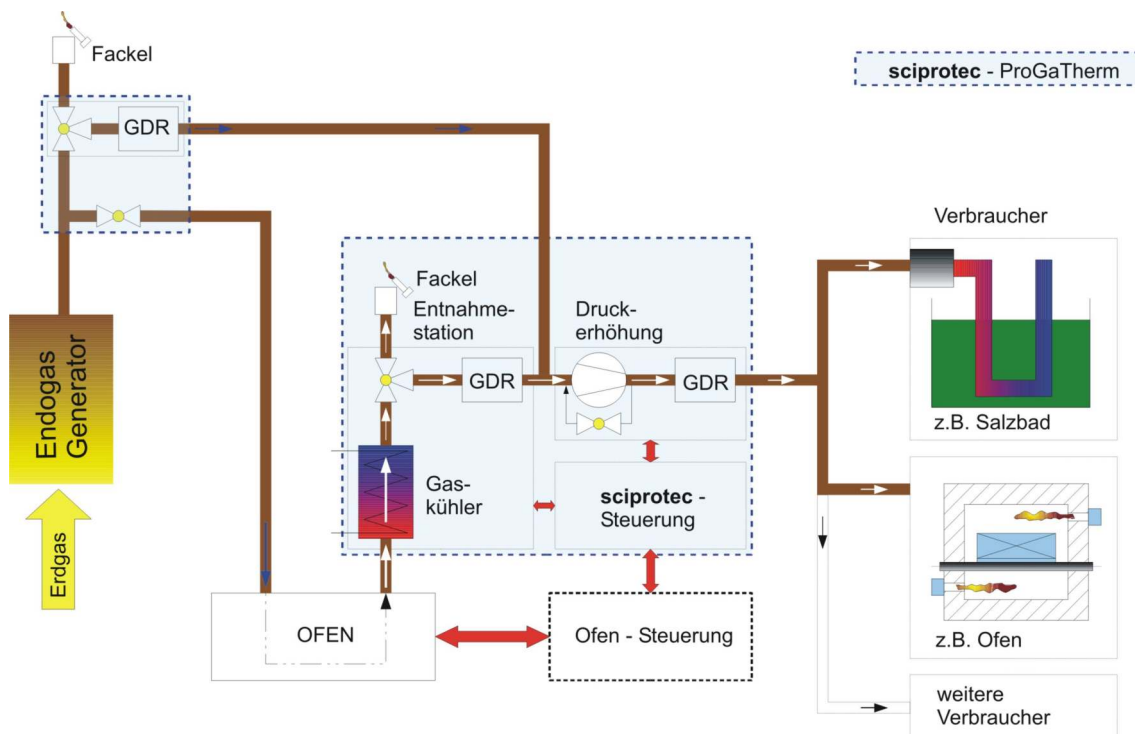 Fackel
sciprotec - ProGaTherm
GDR
Verbraucher
Fackel
Entnahme-
station
Druck-
erhöhung
GDR
GDR
z.B. Salzbad
Endogas
Generator
Gas-
kühler
sciprotec -
Steuerung
Erdgas
OFEN
Ofen - Steuerung
z.B. Ofen
weitere
Verbraucher